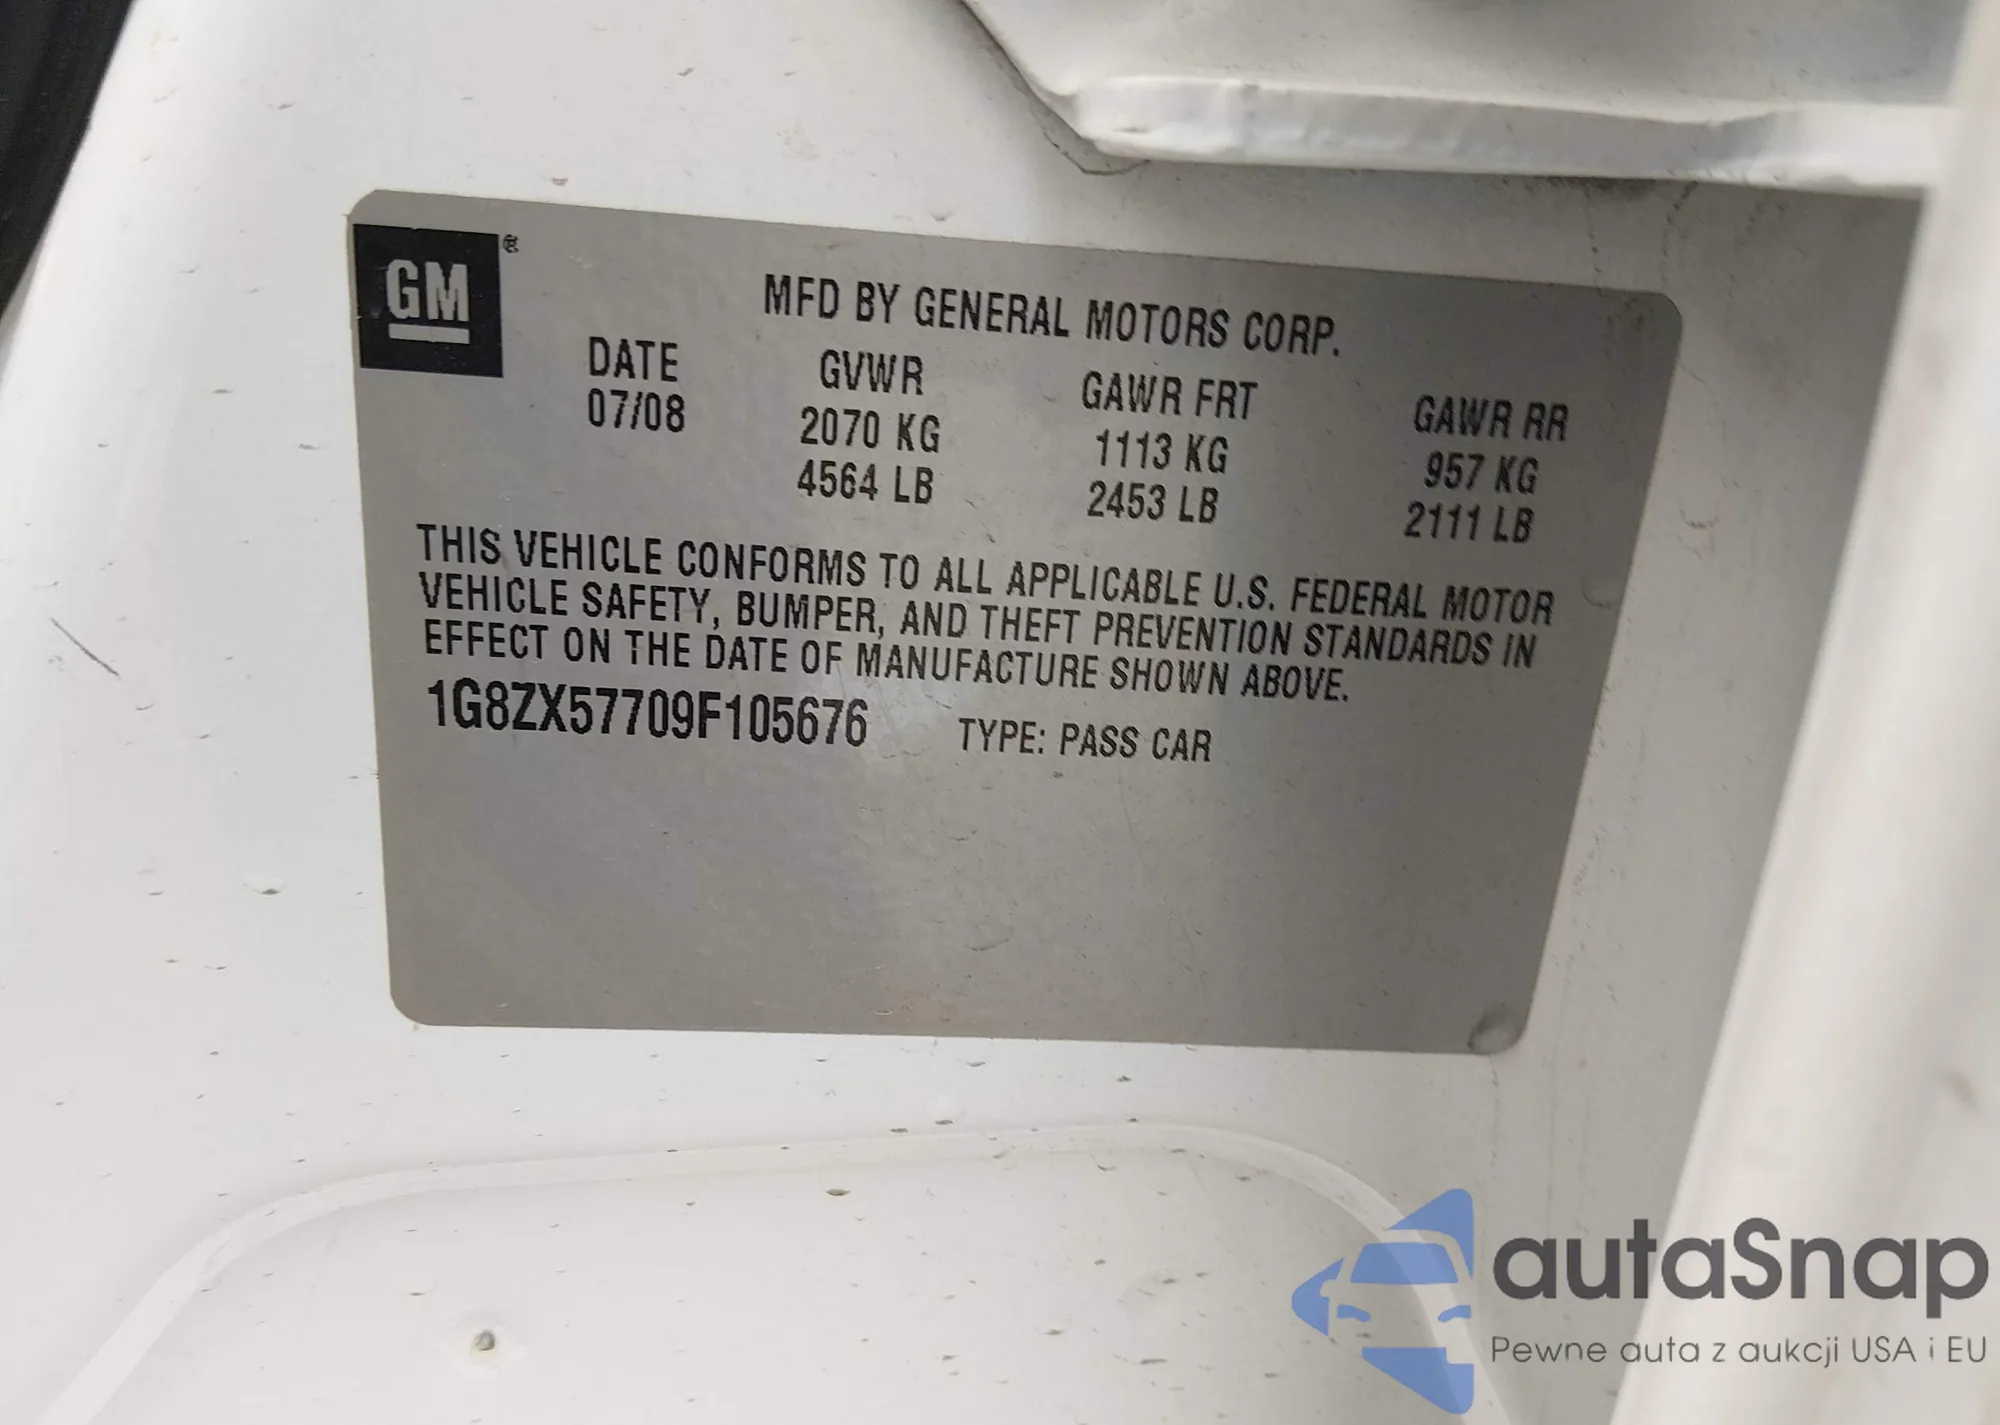 GM ®
MFD BY GENERAL MOTORS CORP.
DATE GVWR GAWR FRT GAWR RR
07/08 2070 KG 1113 KG 957 KG
4564 LB 2453 LB 2111 LB
THIS VEHICLE CONFORMS TO ALL APPLICABLE U.S. FEDERAL MOTOR
VEHICLE SAFETY, BUMPER, AND THEFT PREVENTION STANDARDS IN
EFFECT ON THE DATE OF MANUFACTURE SHOWN ABOVE.
1G8ZX57709F105676 TYPE: PASS CAR
autaSnap
Pewne auta z aukcji USA i EU